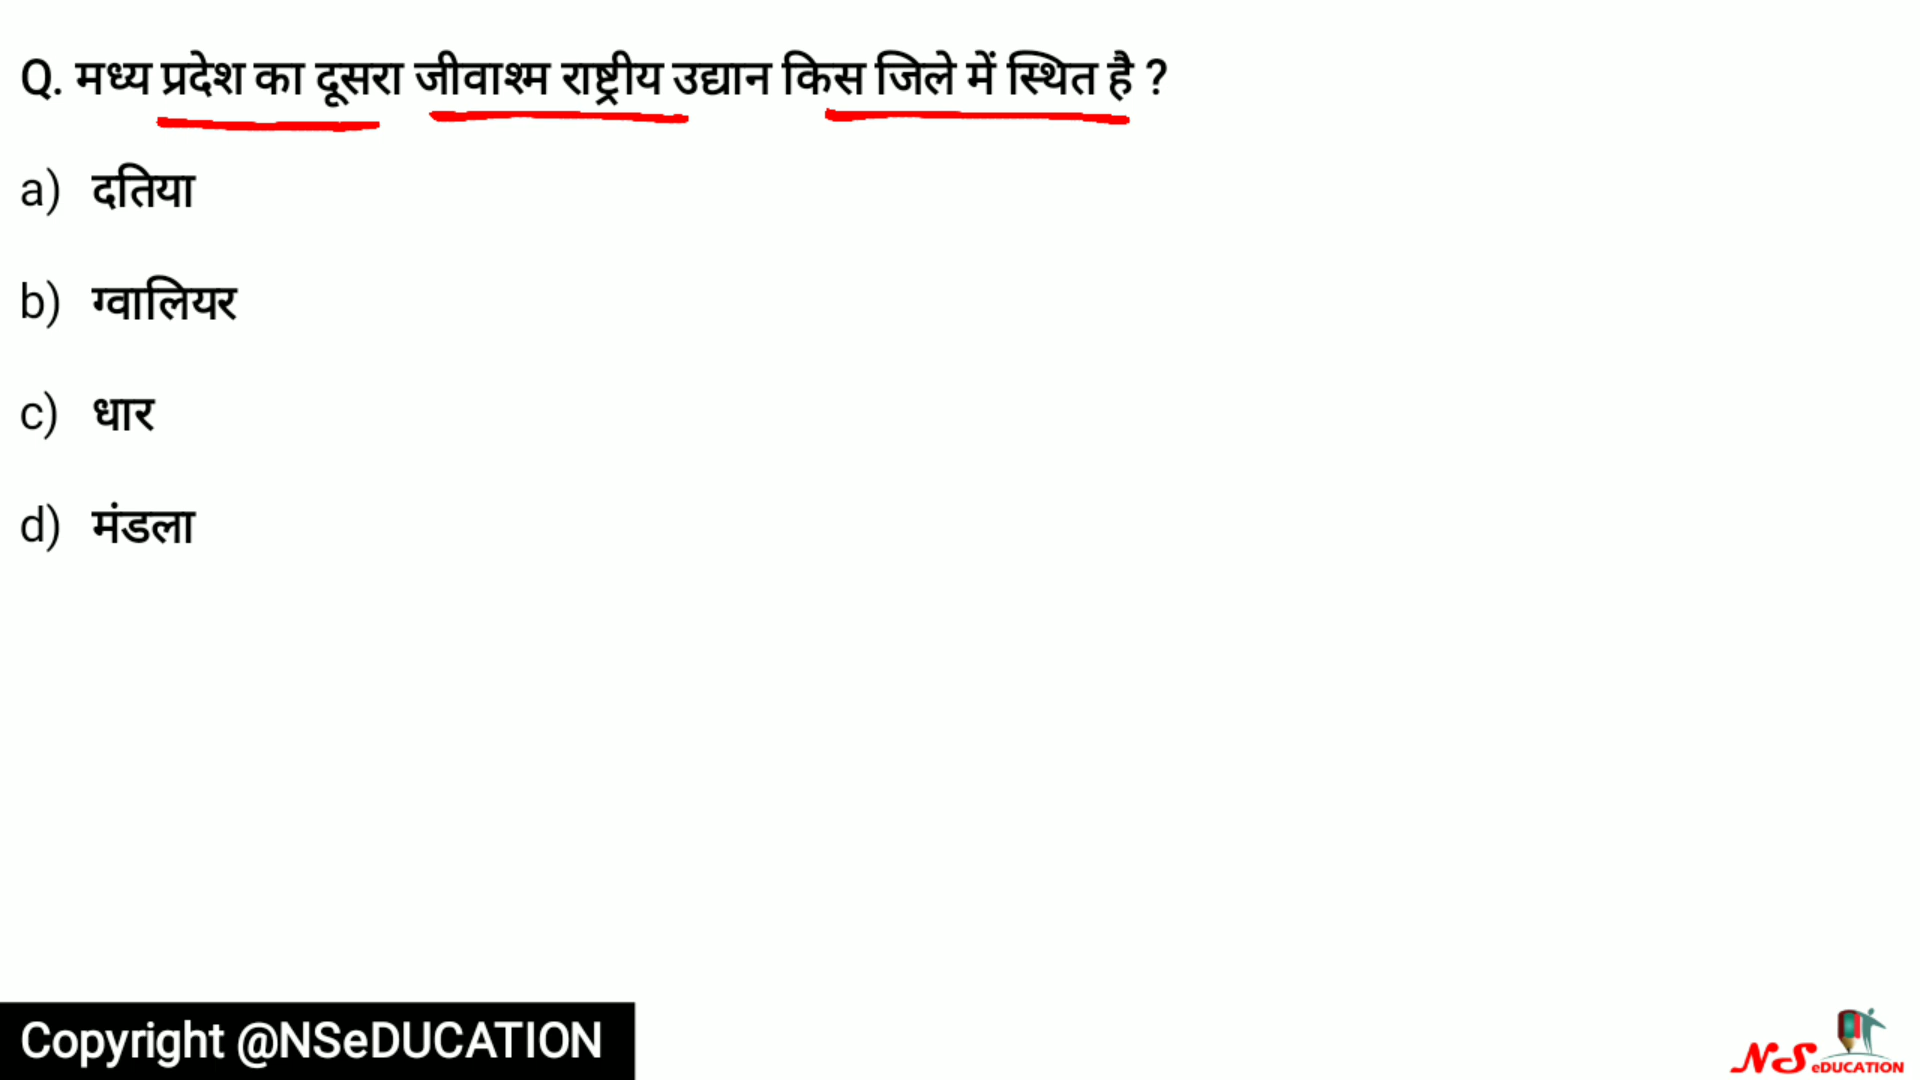 Q. मध्य प्रदेश का दूसरा जीवाश्म राष्ट्रीय उद्यान किस जिले में स्थित है ?
a) दतिया
b) ग्वालियर
c) धार
d) मंडला
Copyright @NSeDUCATION
NS eDUCATION